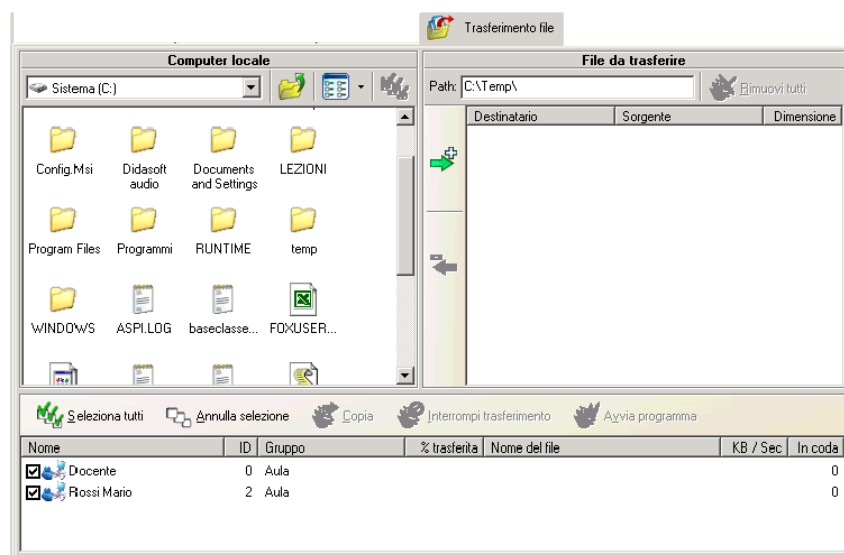 Trasferimento file
Computer locale
File da trasferire
Sistema (C:)
Path: C:\Temp\
Rimuovi tutti
Destinatario Sorgente Dimensione
Config.Msi Didasoft audio Documents and Settings LEZIONI
Program Files Programmi RUNTIME temp
WINDOWS ASPI.LOG baseclasse... FOXUSER...
Seleziona tutti Annulla selezione Copia Interrompi trasferimento Avvia programma
Nome ID Gruppo % trasferita Nome del file KB / Sec In coda
Docente 0 Aula 0
Rossi Mario 2 Aula 0